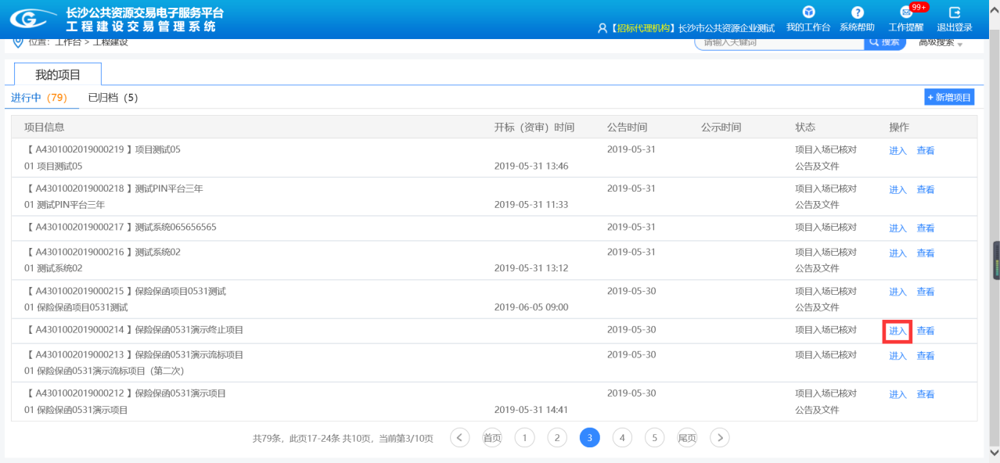 长沙公共资源交易电子服务平台
工程建设交易管理系统
99+
【招标代理机构】长沙市公共资源企业测试 我的工作台 系统帮助 工作提醒 退出登录
位置：工作台 > 工程建设 请输入关键词 搜索 高级搜索
我的项目
进行中（79） 已归档（5） + 新增项目
项目信息 开标（资审）时间 公告时间 公示时间 状态 操作
【 A4301002019000219 】项目测试05 2019-05-31 项目入场已核对 进入 查看
01 项目测试05 2019-05-31 13:46 公告及文件
【 A4301002019000218 】测试PIN平台三年 2019-05-31 项目入场已核对 进入 查看
01 测试PIN平台三年 2019-05-31 11:33 公告及文件
【 A4301002019000217 】测试系统065656565 2019-05-31 项目入场已核对 进入 查看
【 A4301002019000216 】测试系统02 2019-05-31 项目入场已核对 进入 查看
01 测试系统02 2019-05-31 13:12 公告及文件
【 A4301002019000215 】保险保函项目0531测试 2019-05-30 项目入场已核对 进入 查看
01 保险保函项目0531测试 2019-06-05 09:00 公告及文件
【 A4301002019000214 】保险保函0531演示终止项目 2019-05-30 项目入场已核对 进入 查看
【 A4301002019000213 】保险保函0531演示流标项目 2019-05-30 项目入场已核对 进入 查看
01 保险保函0531演示流标项目（第二次）
【 A4301002019000212 】保险保函0531演示项目 2019-05-30 项目入场已核对 进入 查看
01 保险保函0531演示项目 2019-05-31 14:41 公告及文件
共79条，此页17-24条 共10页，当前第3/10页 < 首页 1 2 3 4 5 尾页 >